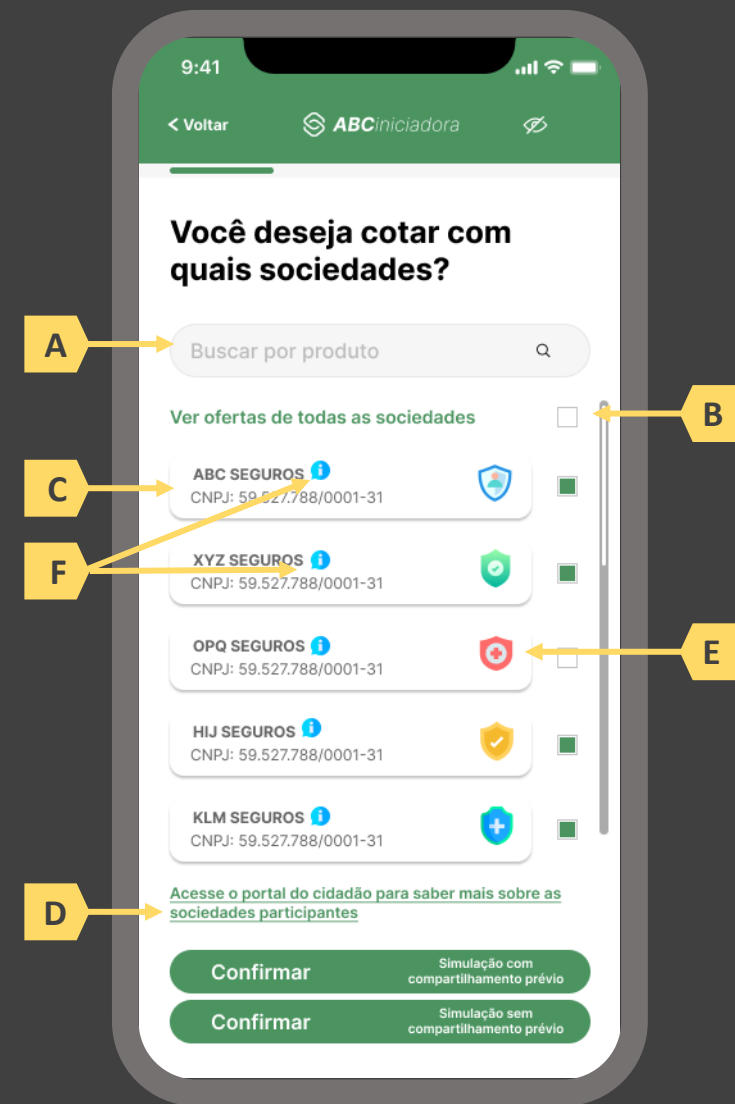 9:41
< Voltar
ABCiniciadora
Você deseja cotar com
quais sociedades?
A
Buscar por produto
Ver ofertas de todas as sociedades
B
C
ABC SEGUROS i
CNPJ: 59.527.788/0001-31
F
XYZ SEGUROS i
CNPJ: 59.527.788/0001-31
OPQ SEGUROS i
CNPJ: 59.527.788/0001-31
E
HIJ SEGUROS i
CNPJ: 59.527.788/0001-31
KLM SEGUROS i
CNPJ: 59.527.788/0001-31
D
Acesse o portal do cidadão para saber mais sobre as
sociedades participantes
Confirmar
Simulação com
compartilhamento prévio
Confirmar
Simulação sem
compartilhamento prévio